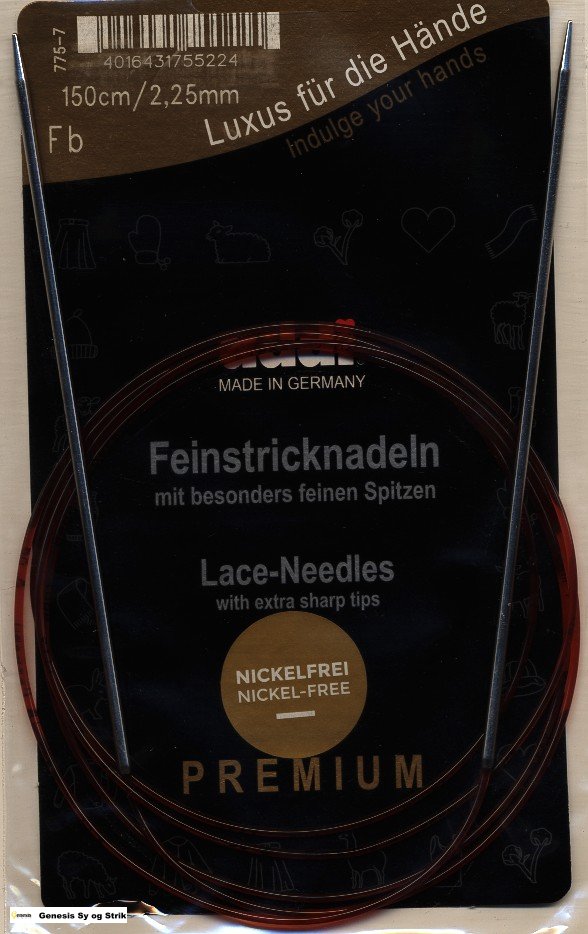 775-7
4016431755224
150cm/2,25mm
Fb
Luxus für die Hände
Indulge your hands
addi
MADE IN GERMANY
Feinstricknadeln
mit besonders feinen Spitzen
Lace-Needles
with extra sharp tips
NICKELFREI
NICKEL-FREE
PREMIUM
Genesis Sy og Strik